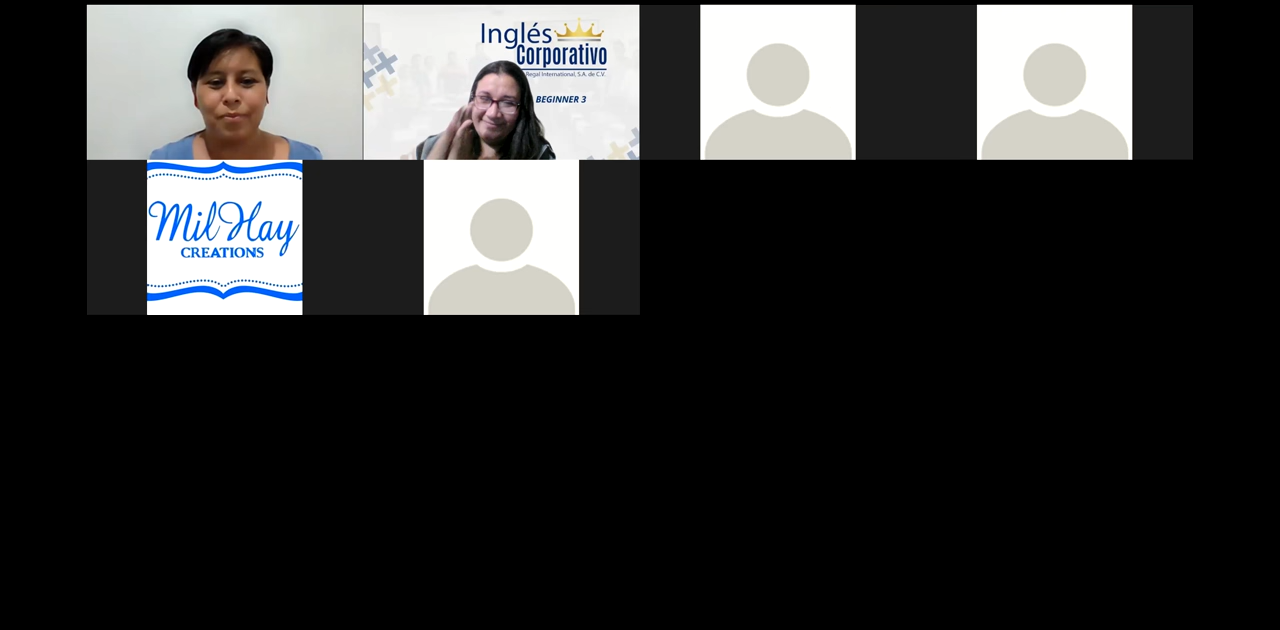 Inglés
Corporativo
Regal International, S.A. de C.V.
BEGINNER 3
Mil Hay
CREATIONS